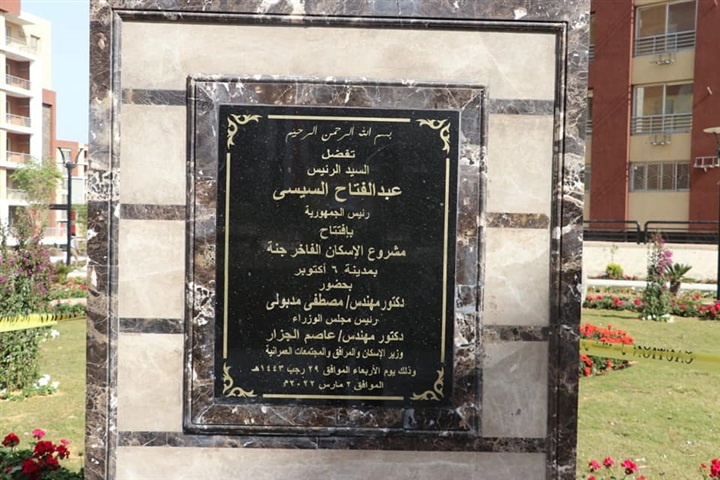 بسم الله الرحمن الرحيم
تفضل
السيد الرئيس
عبدالفتاح السيسى
رئيس الجمهورية
بإفتتاح
مشروع الإسكان الفاخر جنة
بمدينة ٦ أكتوبر
بحضور
دكتور مهندس/ مصطفى مدبولى
رئيس مجلس الوزراء
دكتور مهندس/ عاصم الجزار
وزير الإسكان والمرافق والمجتمعات العمرانية
وذلك يوم الأربعاء الموافق ٢٩ رجب ١٤٤٣هـ
الموافق ٢ مارس ٢٠٢٢م